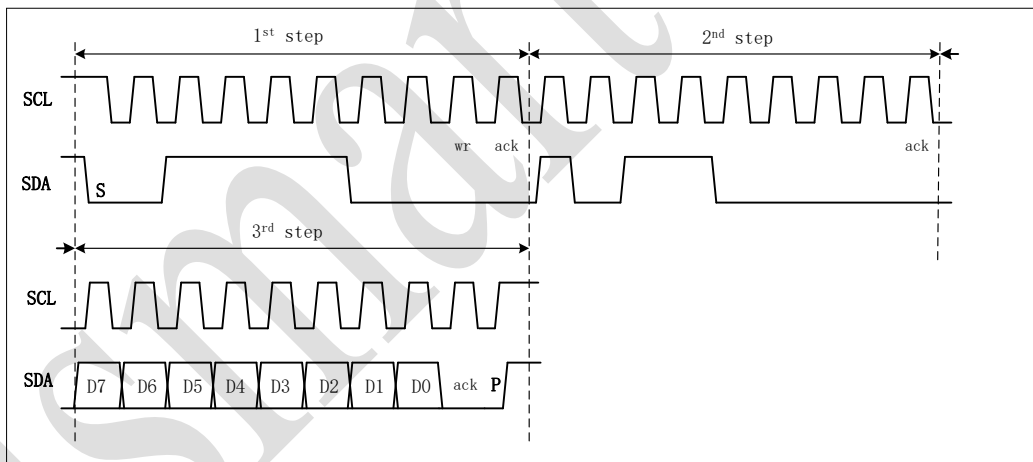 1st step 2nd step
SCL
wr ack ack
SDA S
3rd step
SCL
SDA D7 D6 D5 D4 D3 D2 D1 D0 ack P